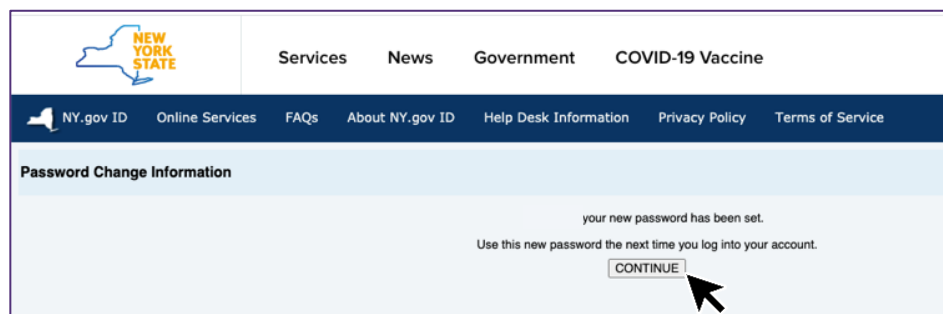 NEW
YORK
STATE
Services News Government COVID-19 Vaccine
NY.gov ID Online Services FAQs About NY.gov ID Help Desk Information Privacy Policy Terms of Service
Password Change Information
your new password has been set.
Use this new password the next time you log into your account.
CONTINUE